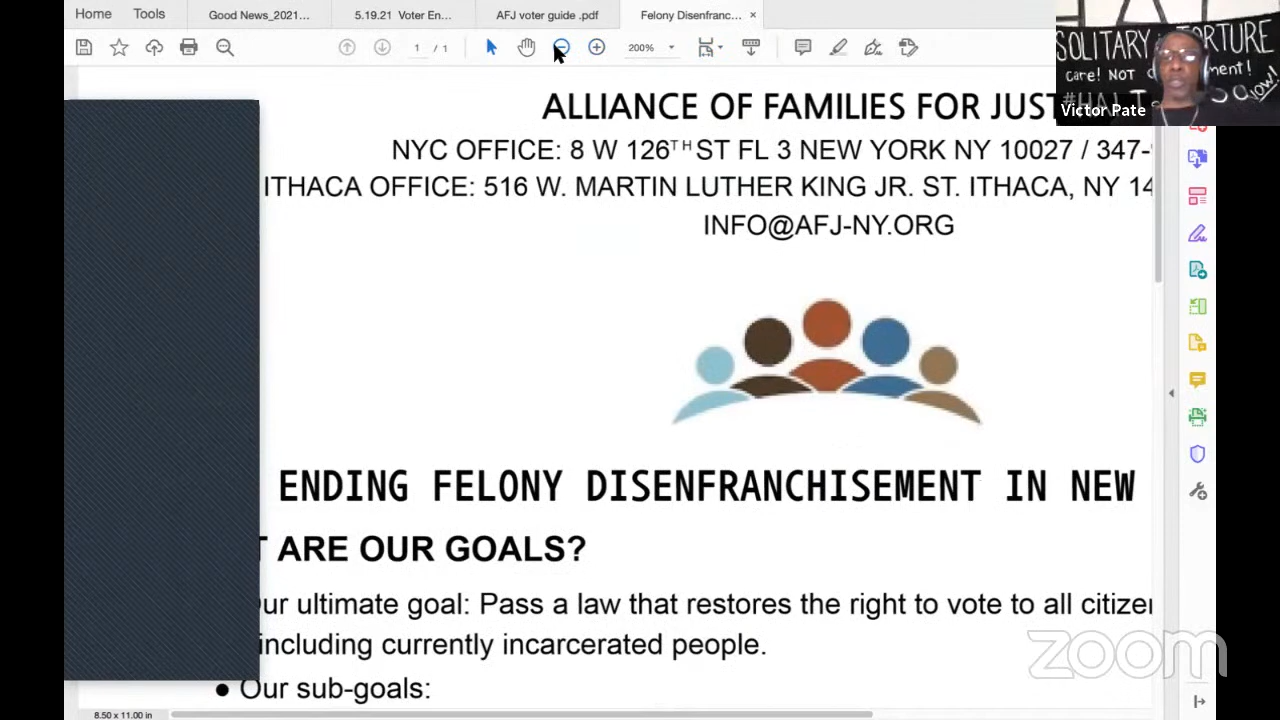 Home Tools Good News_2021... 5.19.21 Voter En... AFJ voter guide .pdf Felony Disenfranc... ×
1 / 1 200%
SOLITARY TORTURE
care! NOT
#HALT
Victor Pate
ALLIANCE OF FAMILIES FOR JUST
NYC OFFICE: 8 W 126TH ST FL 3 NEW YORK NY 10027 / 347-
ITHACA OFFICE: 516 W. MARTIN LUTHER KING JR. ST. ITHACA, NY 14
INFO@AFJ-NY.ORG
ENDING FELONY DISENFRANCHISEMENT IN NEW
T ARE OUR GOALS?
ur ultimate goal: Pass a law that restores the right to vote to all citizen
including currently incarcerated people.
● Our sub-goals:
zoom
8.50 x 11.00 in